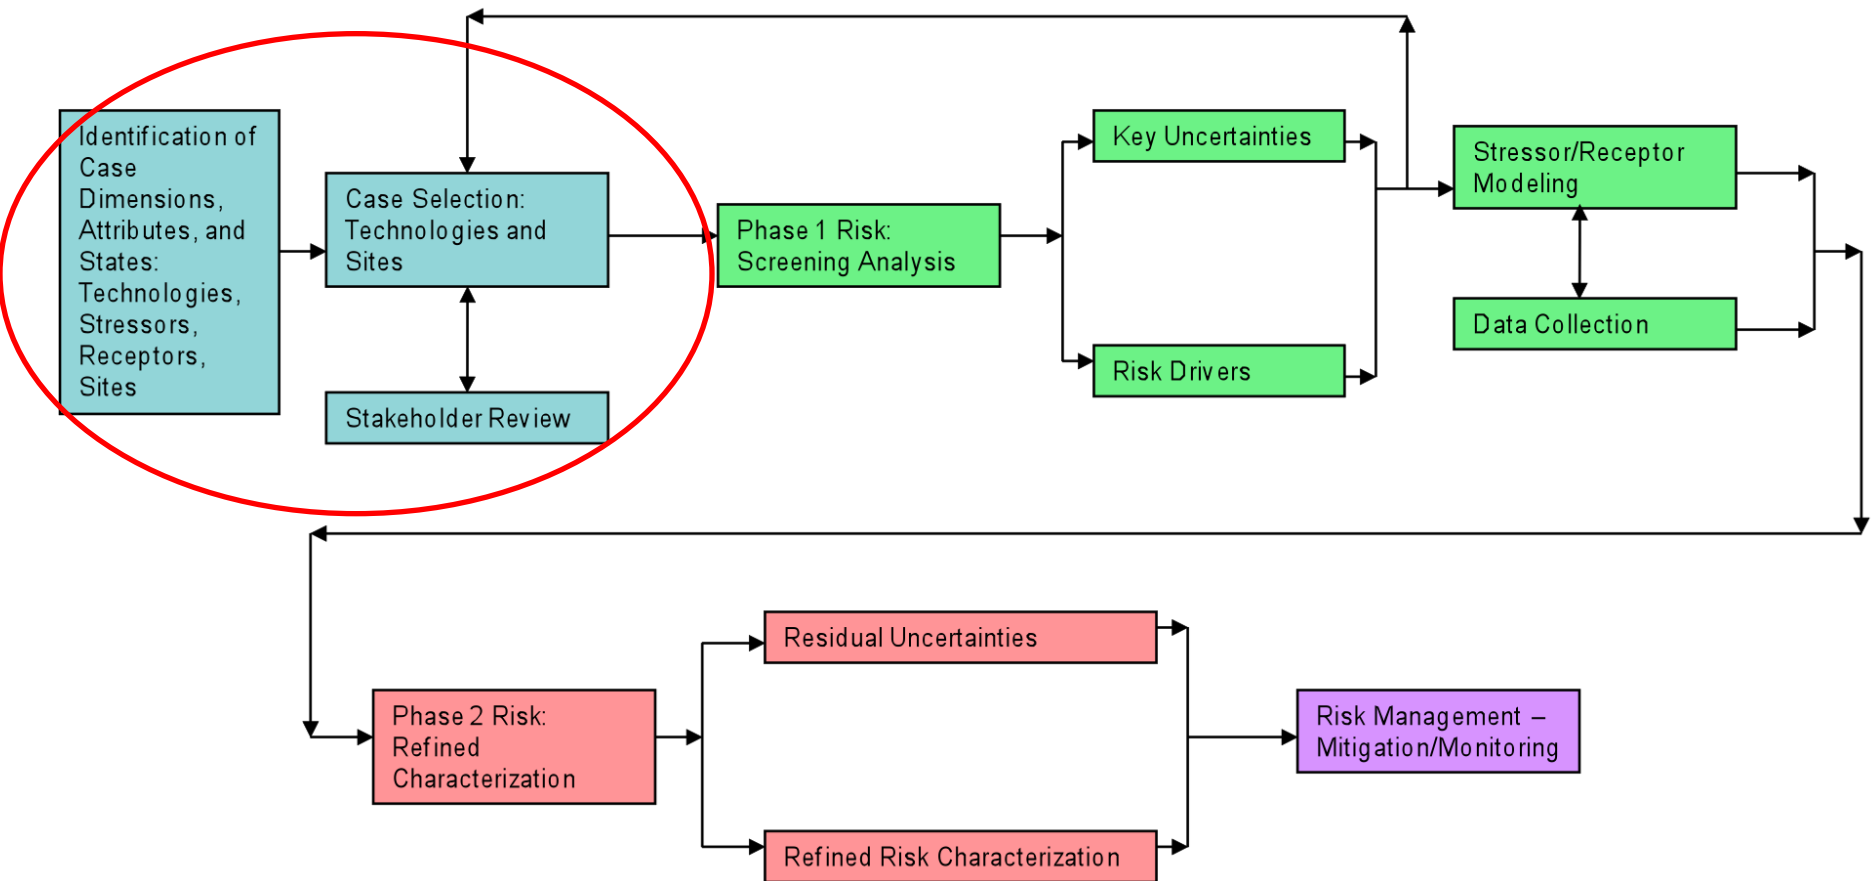 Identification of
Case
Dimensions,
Attributes, and
States:
Technologies,
Stressors,
Receptors,
Sites
Case Selection:
Technologies and
Sites
Stakeholder Review
Phase 1 Risk:
Screening Analysis
Key Uncertainties
Risk Drivers
Stressor/Receptor
Modeling
Data Collection
Phase 2 Risk:
Refined
Characterization
Residual Uncertainties
Refined Risk Characterization
Risk Management –
Mitigation/Monitoring